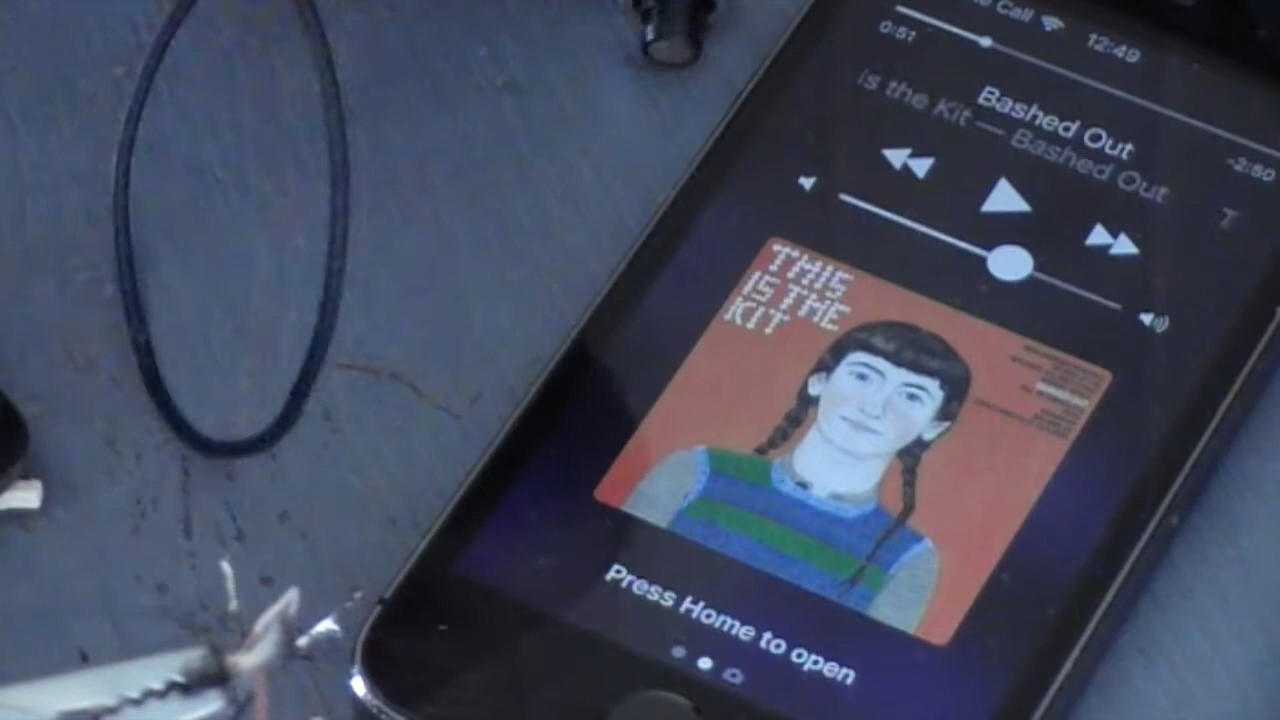 Call 12:49
0:51
-2:50
Bashed Out
is the Kit — Bashed Out T
THIS
IS THE
KIT
Press Home to open